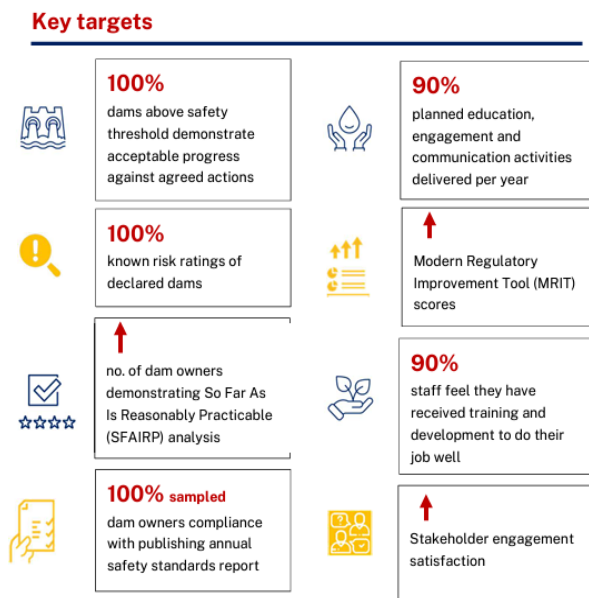 Key targets
100%
dams above safety
threshold demonstrate
acceptable progress
against agreed actions
90%
planned education,
engagement and
communication activities
delivered per year
100%
known risk ratings of
declared dams
Modern Regulatory
Improvement Tool (MRIT)
scores
no. of dam owners
demonstrating So Far As
Is Reasonably Practicable
(SFAIRP) analysis
90%
staff feel they have
received training and
development to do their
job well
100% sampled
dam owners compliance
with publishing annual
safety standards report
Stakeholder engagement
satisfaction